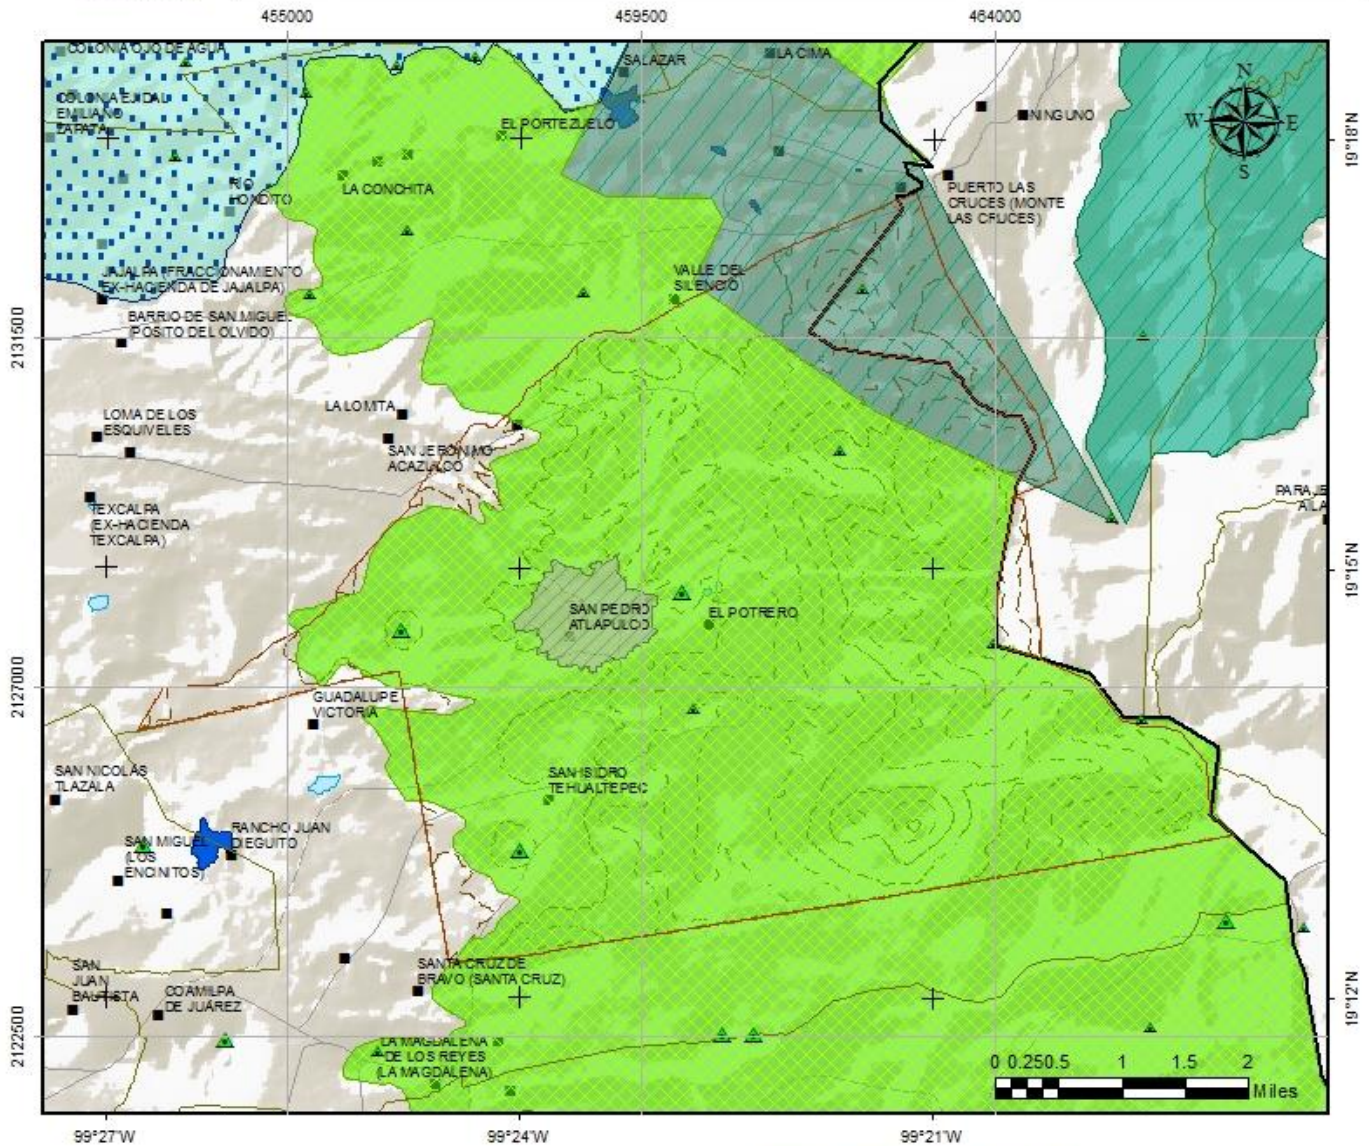 455000
459500
464000
COLONIA OJO DE AGUA
SALAZAR
LA CIMA
N
W
E
S
COLONIA EJIDAL
EMILIANO
ZAPATA
EL PORTEZUELO
NINGUNO
19°18'N
RIO
HONDITO
LA CONCHITA
PUERTO LAS
CRUCES (MONTE
LAS CRUCES)
JAJALPA (FRACCIONAMIENTO
EX-HACIENDA DE JAJALPA)
VALLE DEL
SILENCIO
BARRIO DE SAN MIGUEL
(POSITO DEL OLVIDO)
2131500
LA LOMITA
LOMA DE LOS
ESQUIVELES
SAN JERONIMO
ACAZULCO
TEXCALPA
(EX-HACIENDA
TEXCALPA)
19°15'N
SAN PEDRO
ATLAPULCO
EL POTRERO
2127000
GUADALUPE
VICTORIA
SAN NICOLÁS
TLAZALA
SAN ISIDRO
TEHUALTEPEC
SAN MIGUEL
(LOS
ENCINITOS)
RANCHO JUAN
DIEGUITO
SAN
JUAN
BAUTISTA
COAMILPA
DE JUÁREZ
SANTA CRUZ DE
BRAVO (SANTA CRUZ)
19°12'N
2122500
LA MAGDALENA
DE LOS REYES
(LA MAGDALENA)
0 0.25 0.5 1 1.5 2
Miles
99°27'W
99°24'W
99°21'W